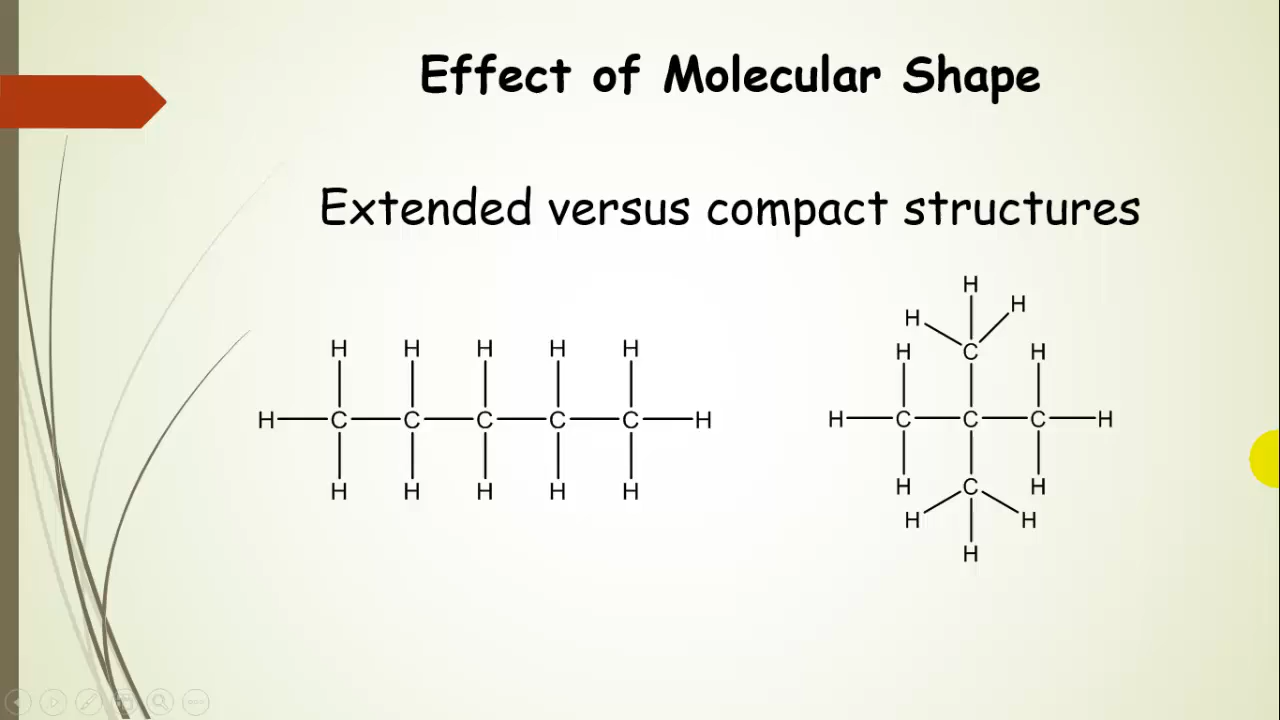 Effect of Molecular Shape
Extended versus compact structures
H H H H H
H C C C C C H
H H H H H
H
H H
H C H
H C C C H
H C H
H H
H